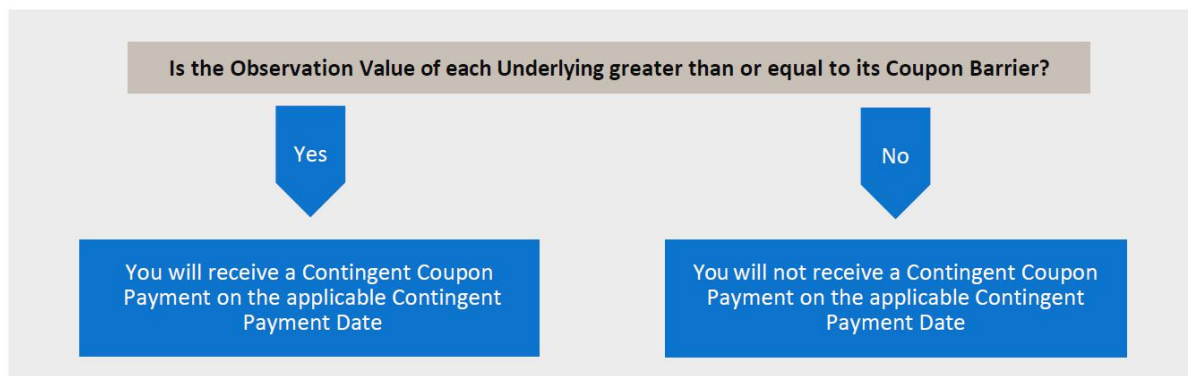 Is the Observation Value of each Underlying greater than or equal to its Coupon Barrier?
Yes
No
You will receive a Contingent Coupon
Payment on the applicable Contingent
Payment Date
You will not receive a Contingent Coupon
Payment on the applicable Contingent
Payment Date